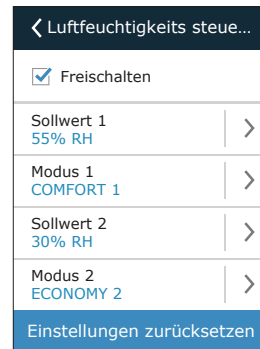 Luftfeuchtigkeits steue...
Freischalten
Sollwert 1
55% RH
Modus 1
COMFORT 1
Sollwert 2
30% RH
Modus 2
ECONOMY 2
Einstellungen zurücksetzen